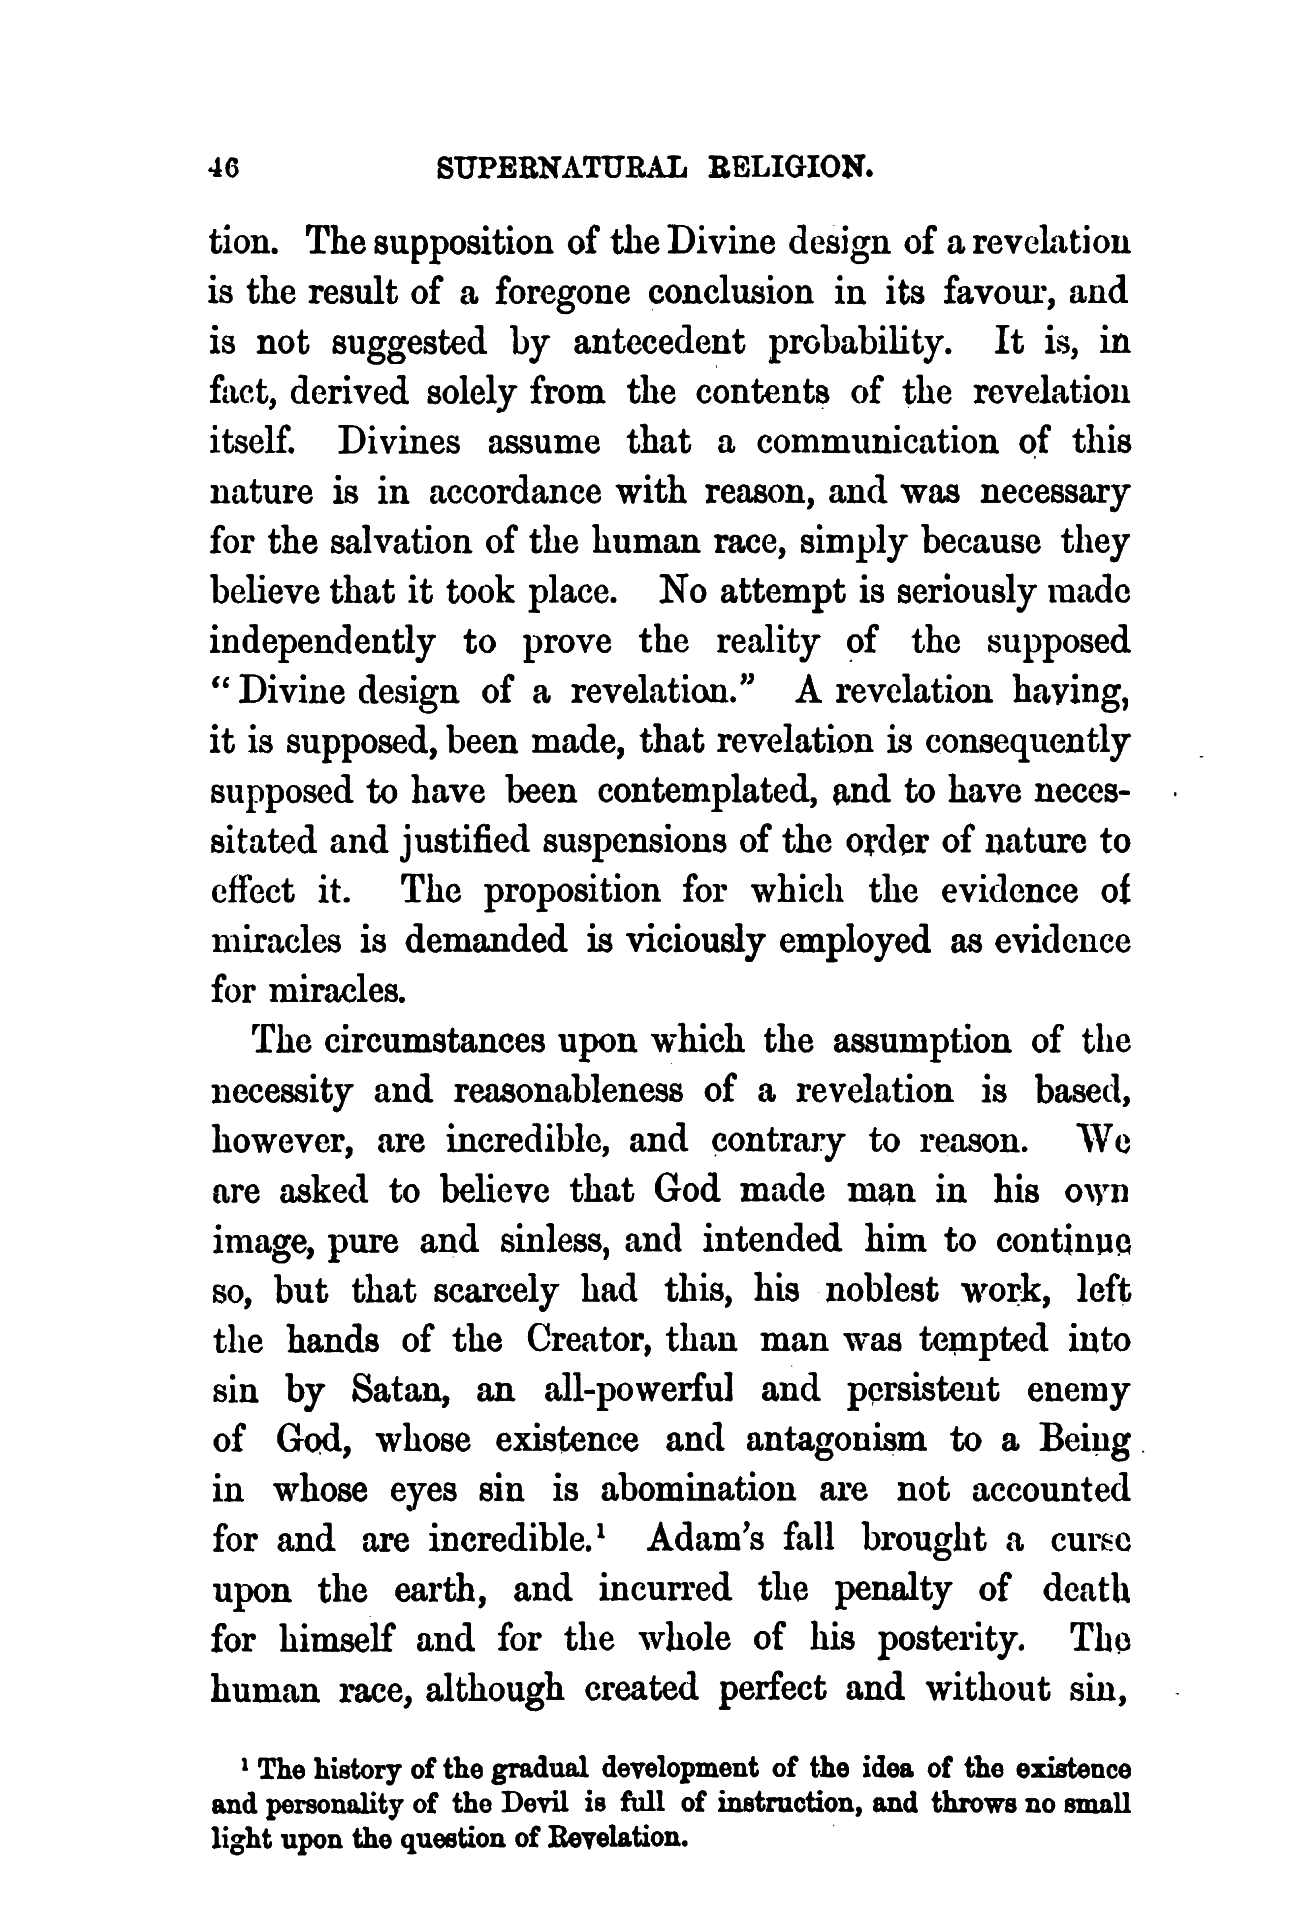 46 SUPERNATURAL RELIGION.
tion. The supposition of the Divine design of a revelation
is the result of a foregone conclusion in its favour, and
is not suggested by antecedent probability. It is, in
fact, derived solely from the contents of the revelation
itself. Divines assume that a communication of this
nature is in accordance with reason, and was necessary
for the salvation of the human race, simply because they
believe that it took place. No attempt is seriously made
independently to prove the reality of the supposed
“Divine design of a revelation.” A revelation having,
it is supposed, been made, that revelation is consequently
supposed to have been contemplated, and to have neces-
sitated and justified suspensions of the order of nature to
effect it. The proposition for which the evidence of
miracles is demanded is viciously employed as evidence
for miracles.
The circumstances upon which the assumption of the
necessity and reasonableness of a revelation is based,
however, are incredible, and contrary to reason. We
are asked to believe that God made man in his own
image, pure and sinless, and intended him to continue
so, but that scarcely had this, his noblest work, left
the hands of the Creator, than man was tempted into
sin by Satan, an all-powerful and persistent enemy
of God, whose existence and antagonism to a Being
in whose eyes sin is abomination are not accounted
for and are incredible.¹ Adam’s fall brought a curse
upon the earth, and incurred the penalty of death
for himself and for the whole of his posterity. The
human race, although created perfect and without sin,
¹ The history of the gradual development of the idea of the existence
and personality of the Devil is full of instruction, and throws no small
light upon the question of Revelation.